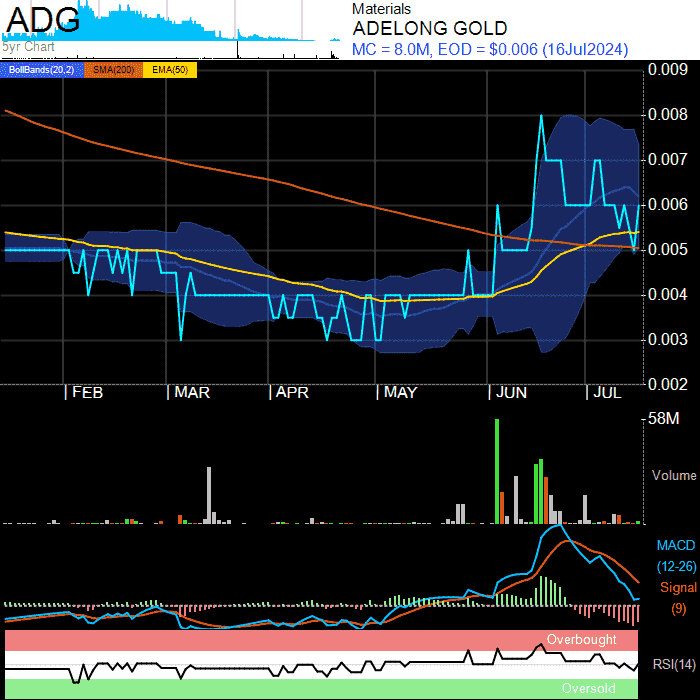 ADG
5yr Chart
Materials
ADELONG GOLD
MC = 8.0M, EOD = $0.006 (16Jul2024)
BollBands(20,2) SMA(200) EMA(50)
0.009
0.008
0.007
0.006
0.005
0.004
0.003
0.002
FEB MAR APR MAY JUN JUL
58M
Volume
MACD
(12-26)
Signal
(9)
Overbought
RSI(14)
Oversold